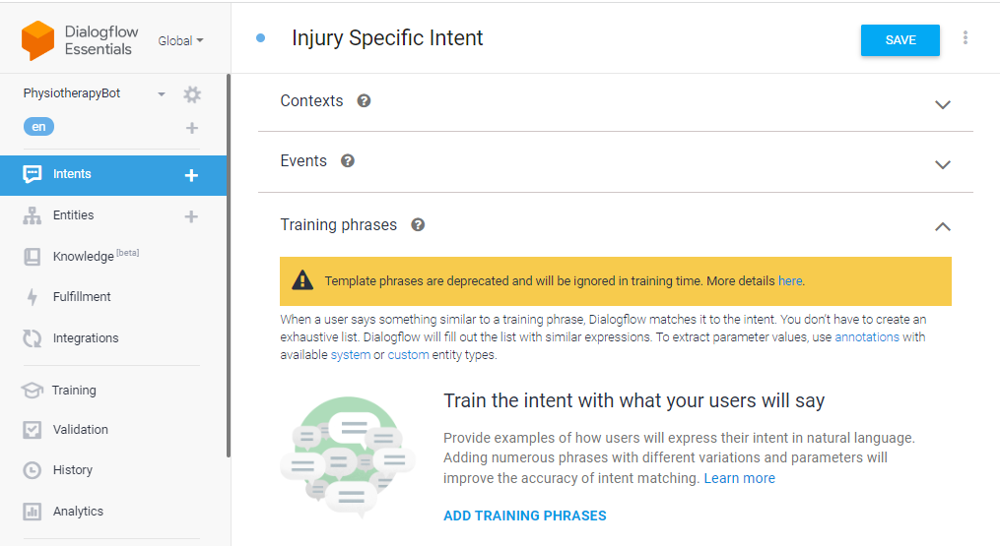 Dialogflow
Essentials
Global
PhysiotherapyBot
en
Intents
Entities
Knowledge [beta]
Fulfillment
Integrations
Training
Validation
History
Analytics
Injury Specific Intent
SAVE
Contexts
Events
Training phrases
Template phrases are deprecated and will be ignored in training time. More details here.
When a user says something similar to a training phrase, Dialogflow matches it to the intent. You don't have to create an
exhaustive list. Dialogflow will fill out the list with similar expressions. To extract parameter values, use annotations with
available system or custom entity types.
Train the intent with what your users will say
Provide examples of how users will express their intent in natural language.
Adding numerous phrases with different variations and parameters will
improve the accuracy of intent matching. Learn more
ADD TRAINING PHRASES